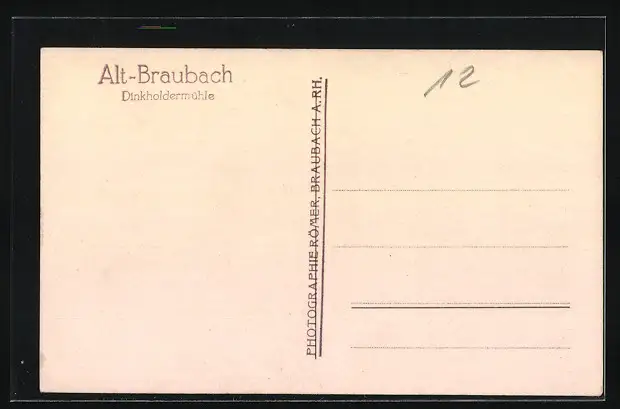 Alt-Braubach
Dinkholdermühle
PHOTOGRAPHIE RÖMER, BRAUBACH A. RH.
12